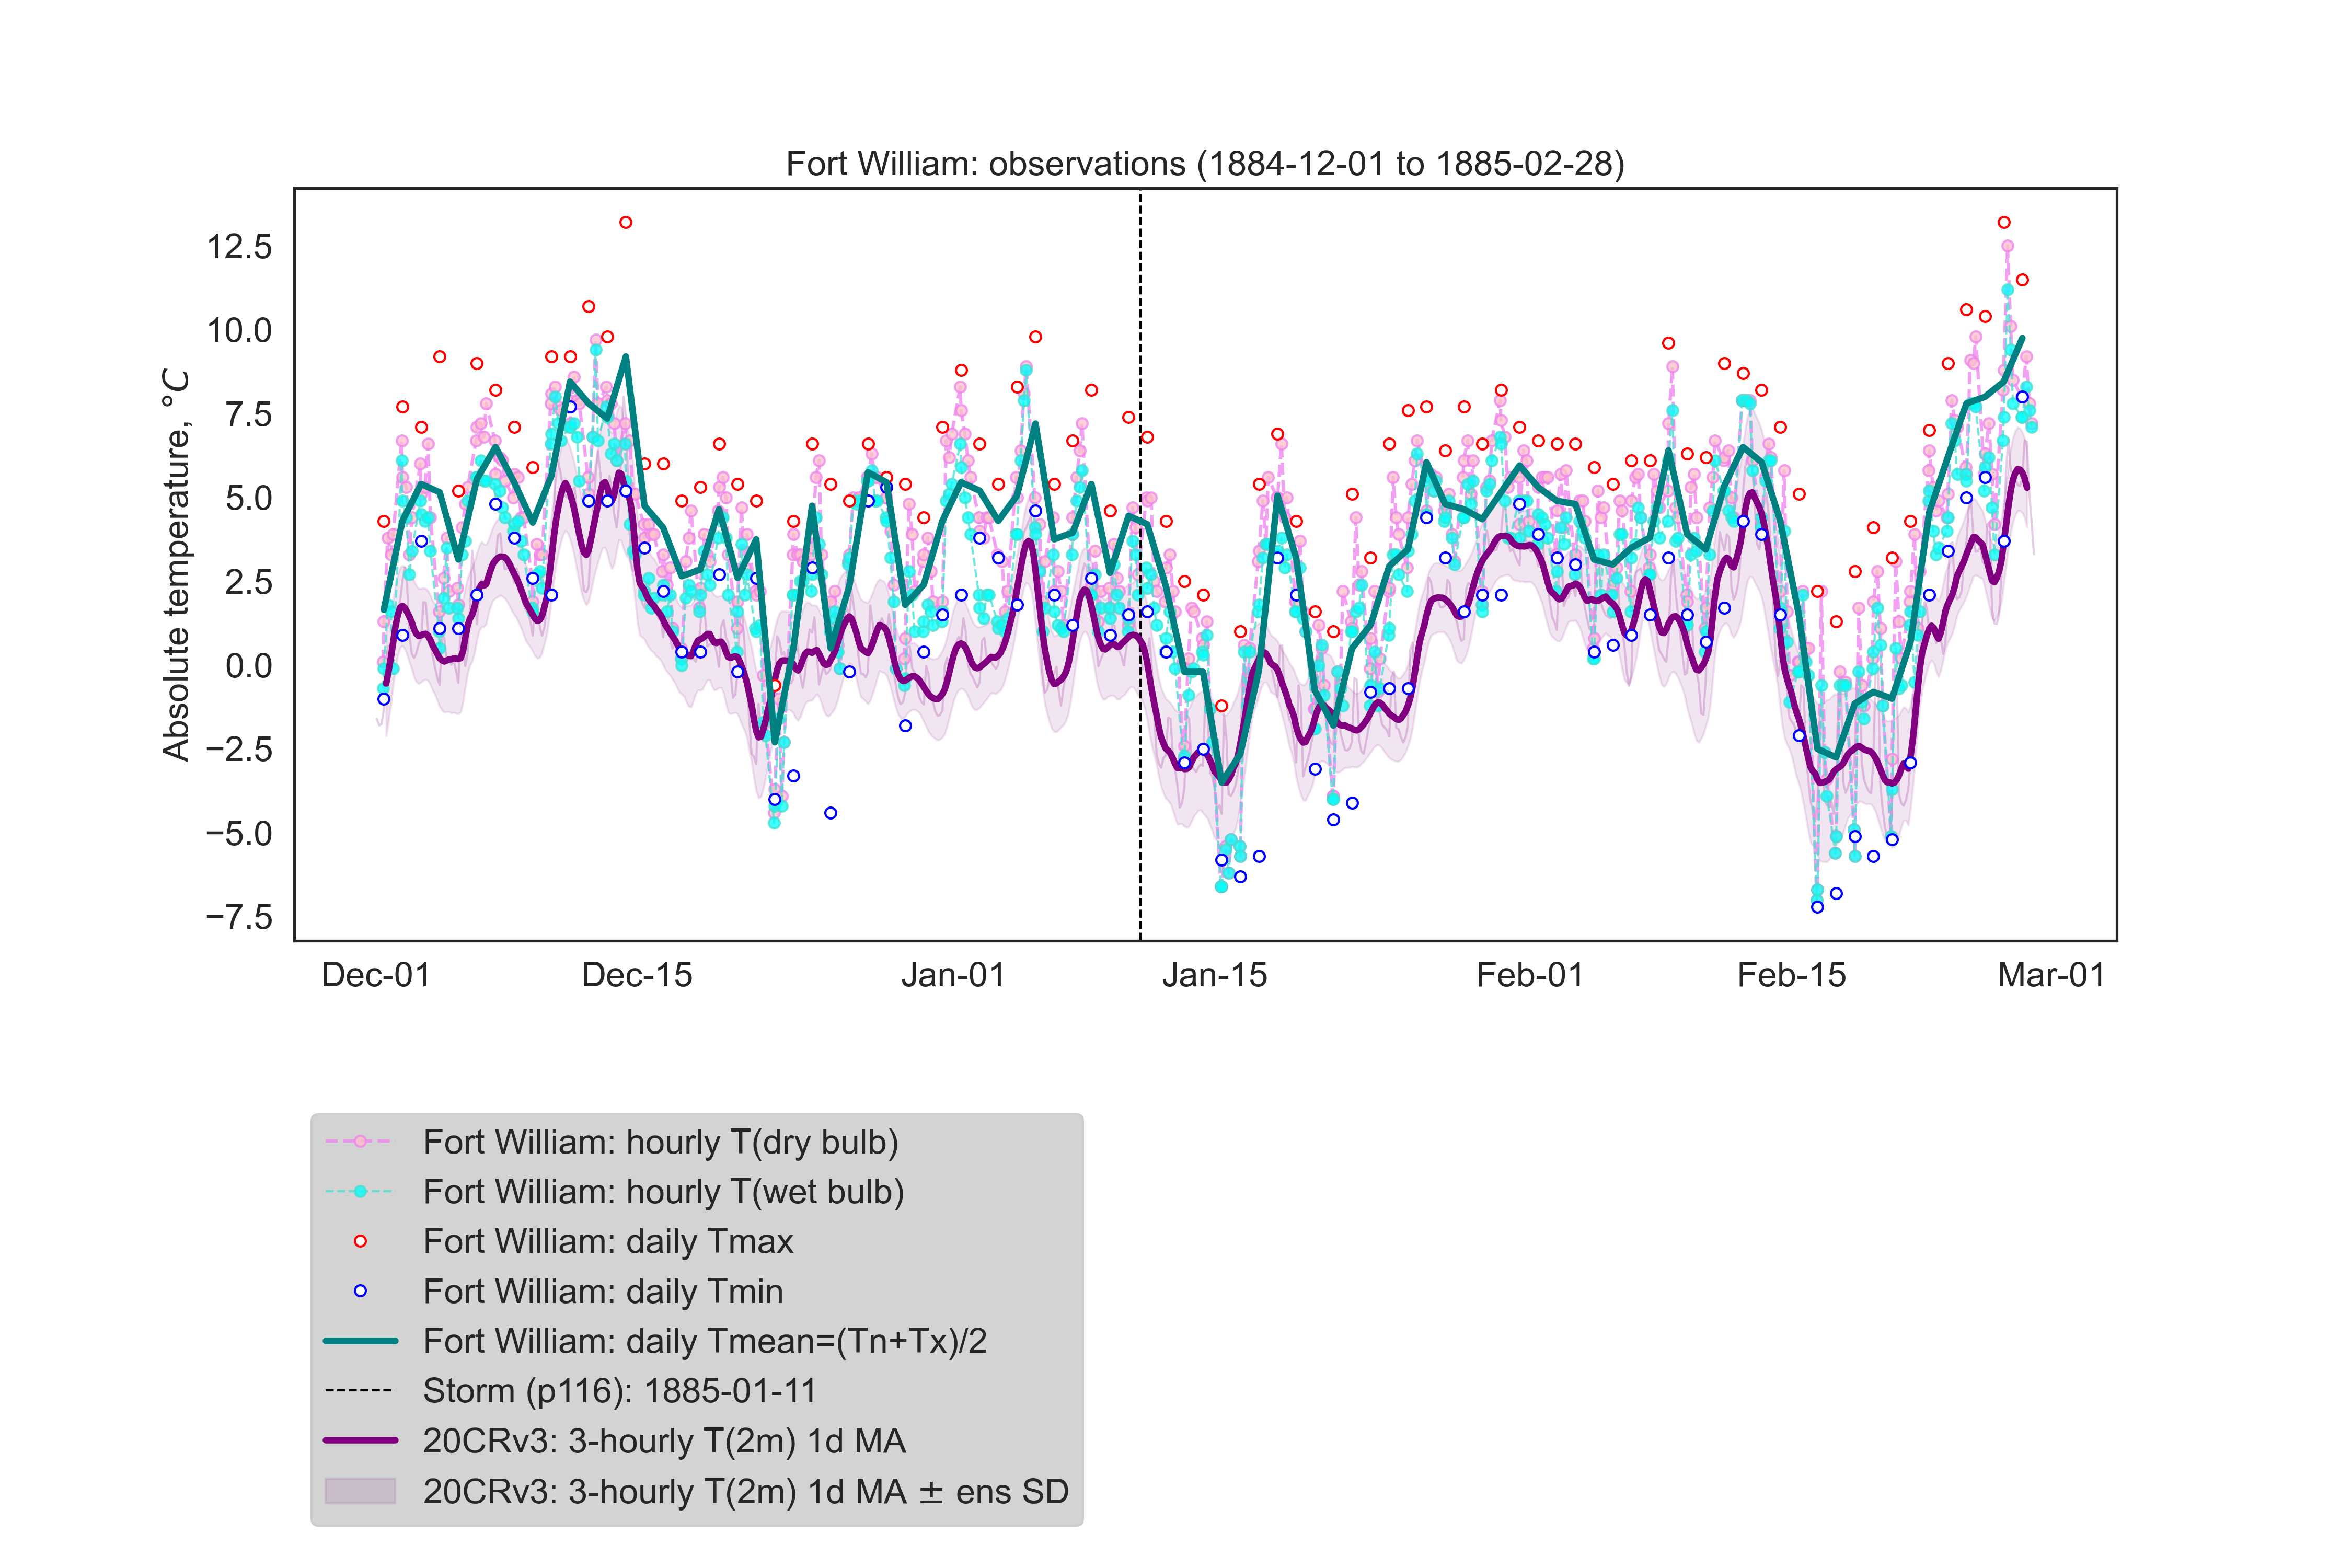 Fort William: observations (1884-12-01 to 1885-02-28)
Absolute temperature, °C
12.5
10.0
7.5
5.0
2.5
0.0
−2.5
−5.0
−7.5
Dec-01 Dec-15 Jan-01 Jan-15 Feb-01 Feb-15 Mar-01
Fort William: hourly T(dry bulb)
Fort William: hourly T(wet bulb)
Fort William: daily Tmax
Fort William: daily Tmin
Fort William: daily Tmean=(Tn+Tx)/2
Storm (p116): 1885-01-11
20CRv3: 3-hourly T(2m) 1d MA
20CRv3: 3-hourly T(2m) 1d MA ± ens SD